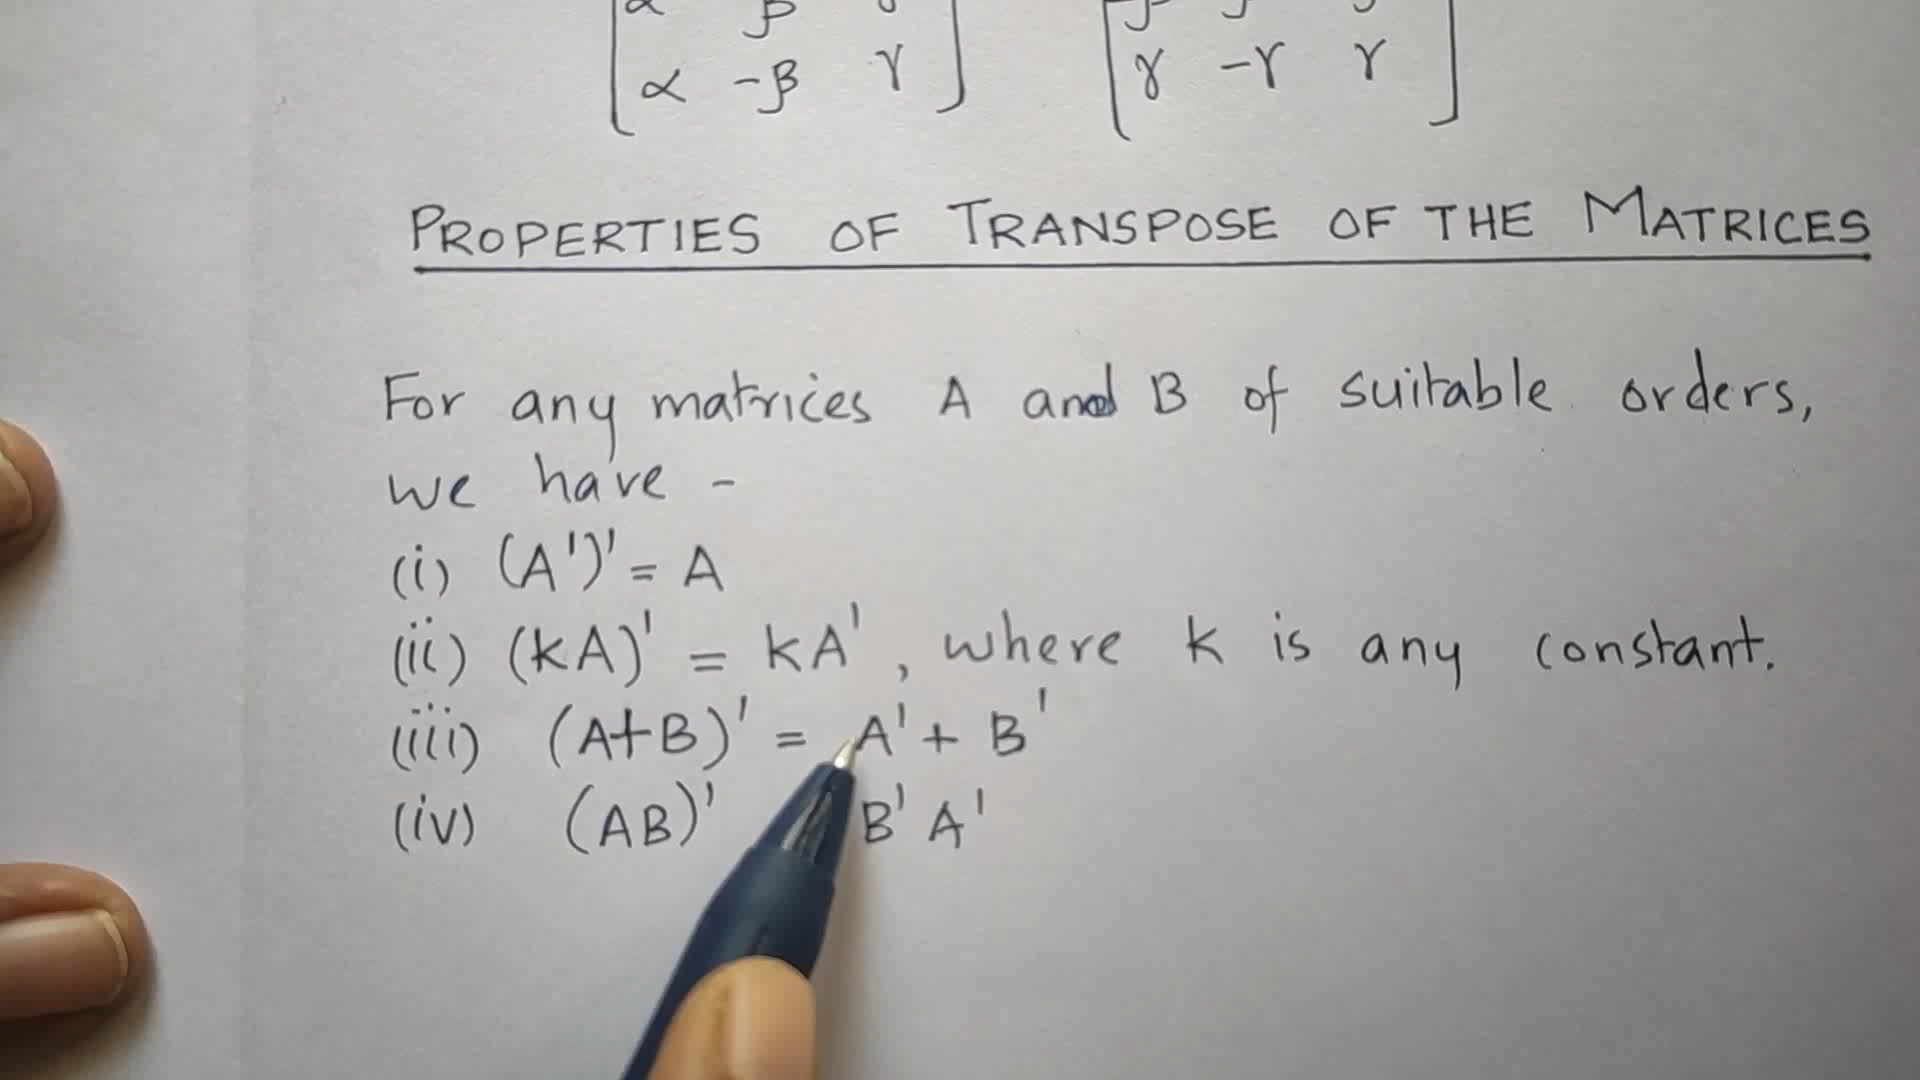 α -β γ   γ -γ γ
PROPERTIES OF TRANSPOSE OF THE MATRICES
For any matrices A and B of suitable orders,
we have -
(i) (A')' = A
(ii) (kA)' = kA', where k is any constant.
(iii) (A+B)' = A' + B'
(iv) (AB)' B'A'